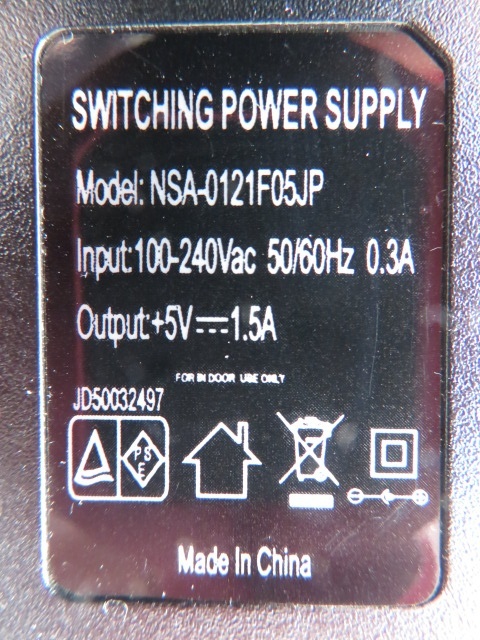 SWITCHING POWER SUPPLY
Model: NSA-0121F05JP
Input:100-240Vac 50/60Hz 0.3A
Output:+5V⎓1.5A
FOR IN DOOR USE ONLY
JD50032497
PS
E
Made In China